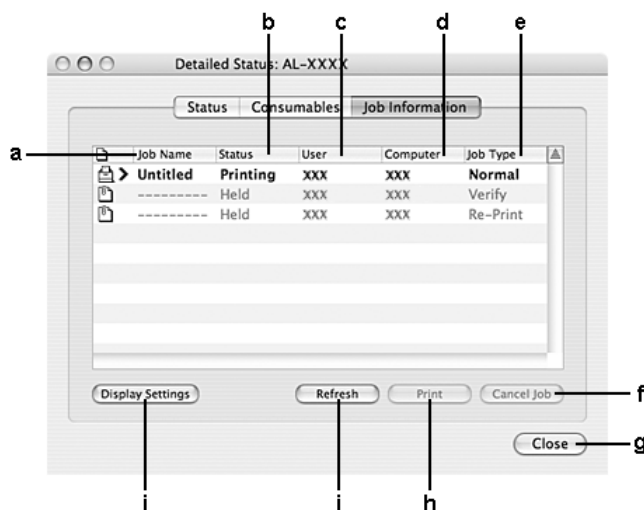 b c d e
Detailed Status: AL-XXXX
Status Consumables Job Information
a
Job Name Status User Computer Job Type
Untitled Printing XXX XXX Normal
--------- Held XXX XXX Verify
--------- Held XXX XXX Re-Print
Display Settings Refresh Print Cancel Job
f
Close
g
j i h